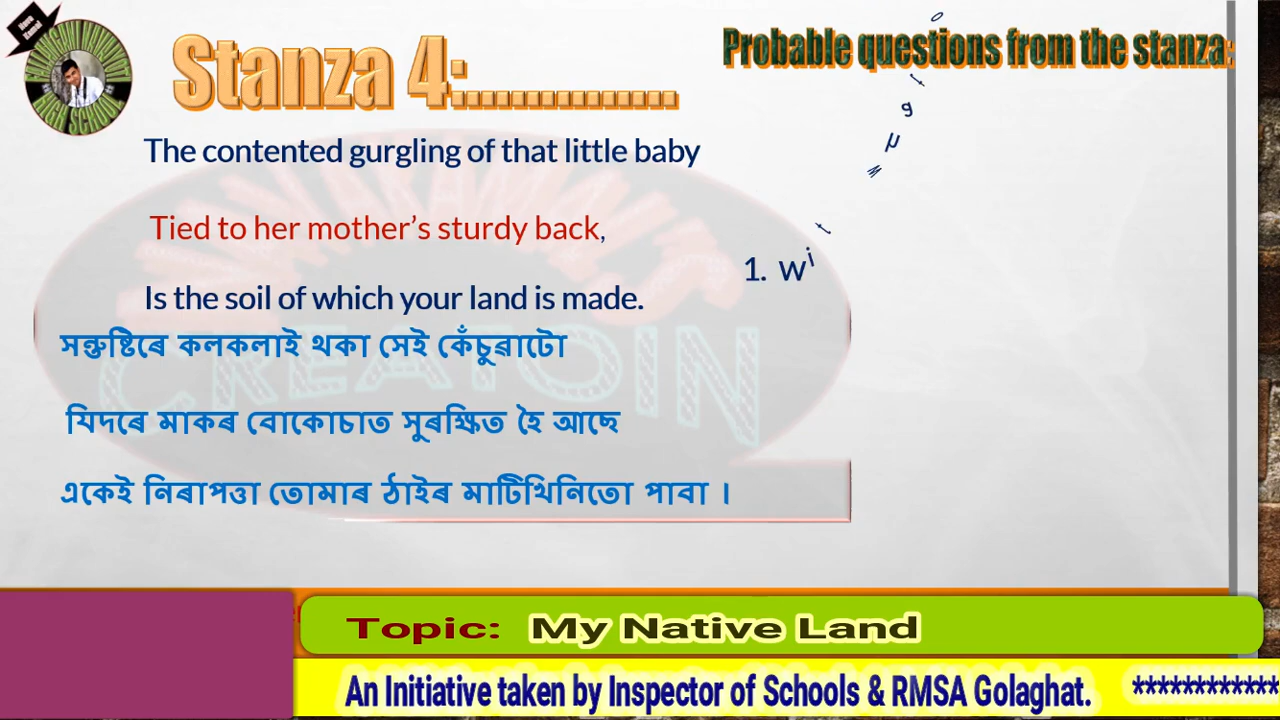 Stanza 4:...............
Probable questions from the stanza:
The contented gurgling of that little baby
Tied to her mother’s sturdy back,
Is the soil of which your land is made.
1. wi
সন্তুষ্টিৰে কলকলাই থকা সেই কেঁচুৱাটো
যিদৰে মাকৰ বোকোচাত সুৰক্ষিত হৈ আছে
একেই নিৰাপত্তা তোমাৰ ঠাইৰ মাটিখিনিতো পাবা ।
CREATOIN
Topic: My Native Land
An Initiative taken by Inspector of Schools & RMSA Golaghat. ************